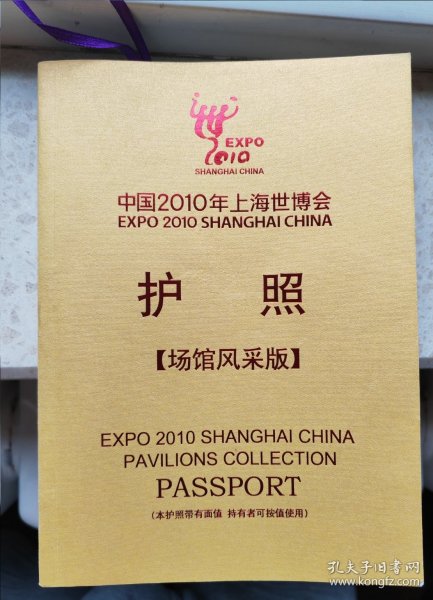 EXPO
2010
SHANGHAI CHINA
中国2010年上海世博会
EXPO 2010 SHANGHAI CHINA
护 照
【场馆风采版】
EXPO 2010 SHANGHAI CHINA
PAVILIONS COLLECTION
PASSPORT
(本护照带有面值 持有者可按值使用)
孔夫子旧书网
www.kongfz.com